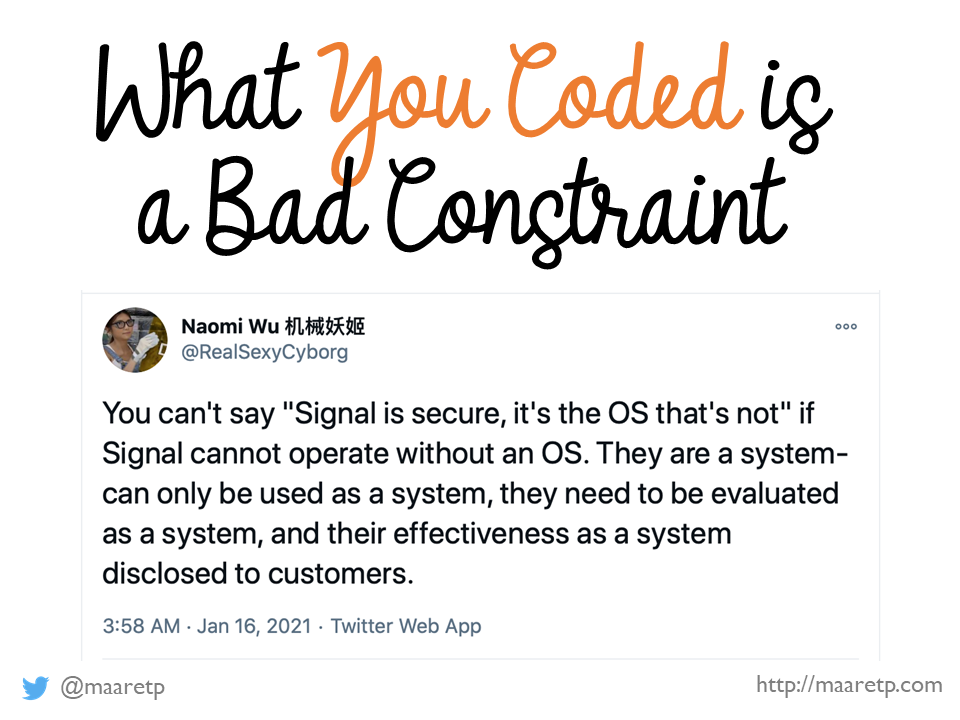 What You Coded is
a Bad Constraint
Naomi Wu 机械妖姬
@RealSexyCyborg
You can't say "Signal is secure, it's the OS that's not" if
Signal cannot operate without an OS. They are a system-
can only be used as a system, they need to be evaluated
as a system, and their effectiveness as a system
disclosed to customers.
3:58 AM · Jan 16, 2021 · Twitter Web App
@maaretp
http://maaretp.com